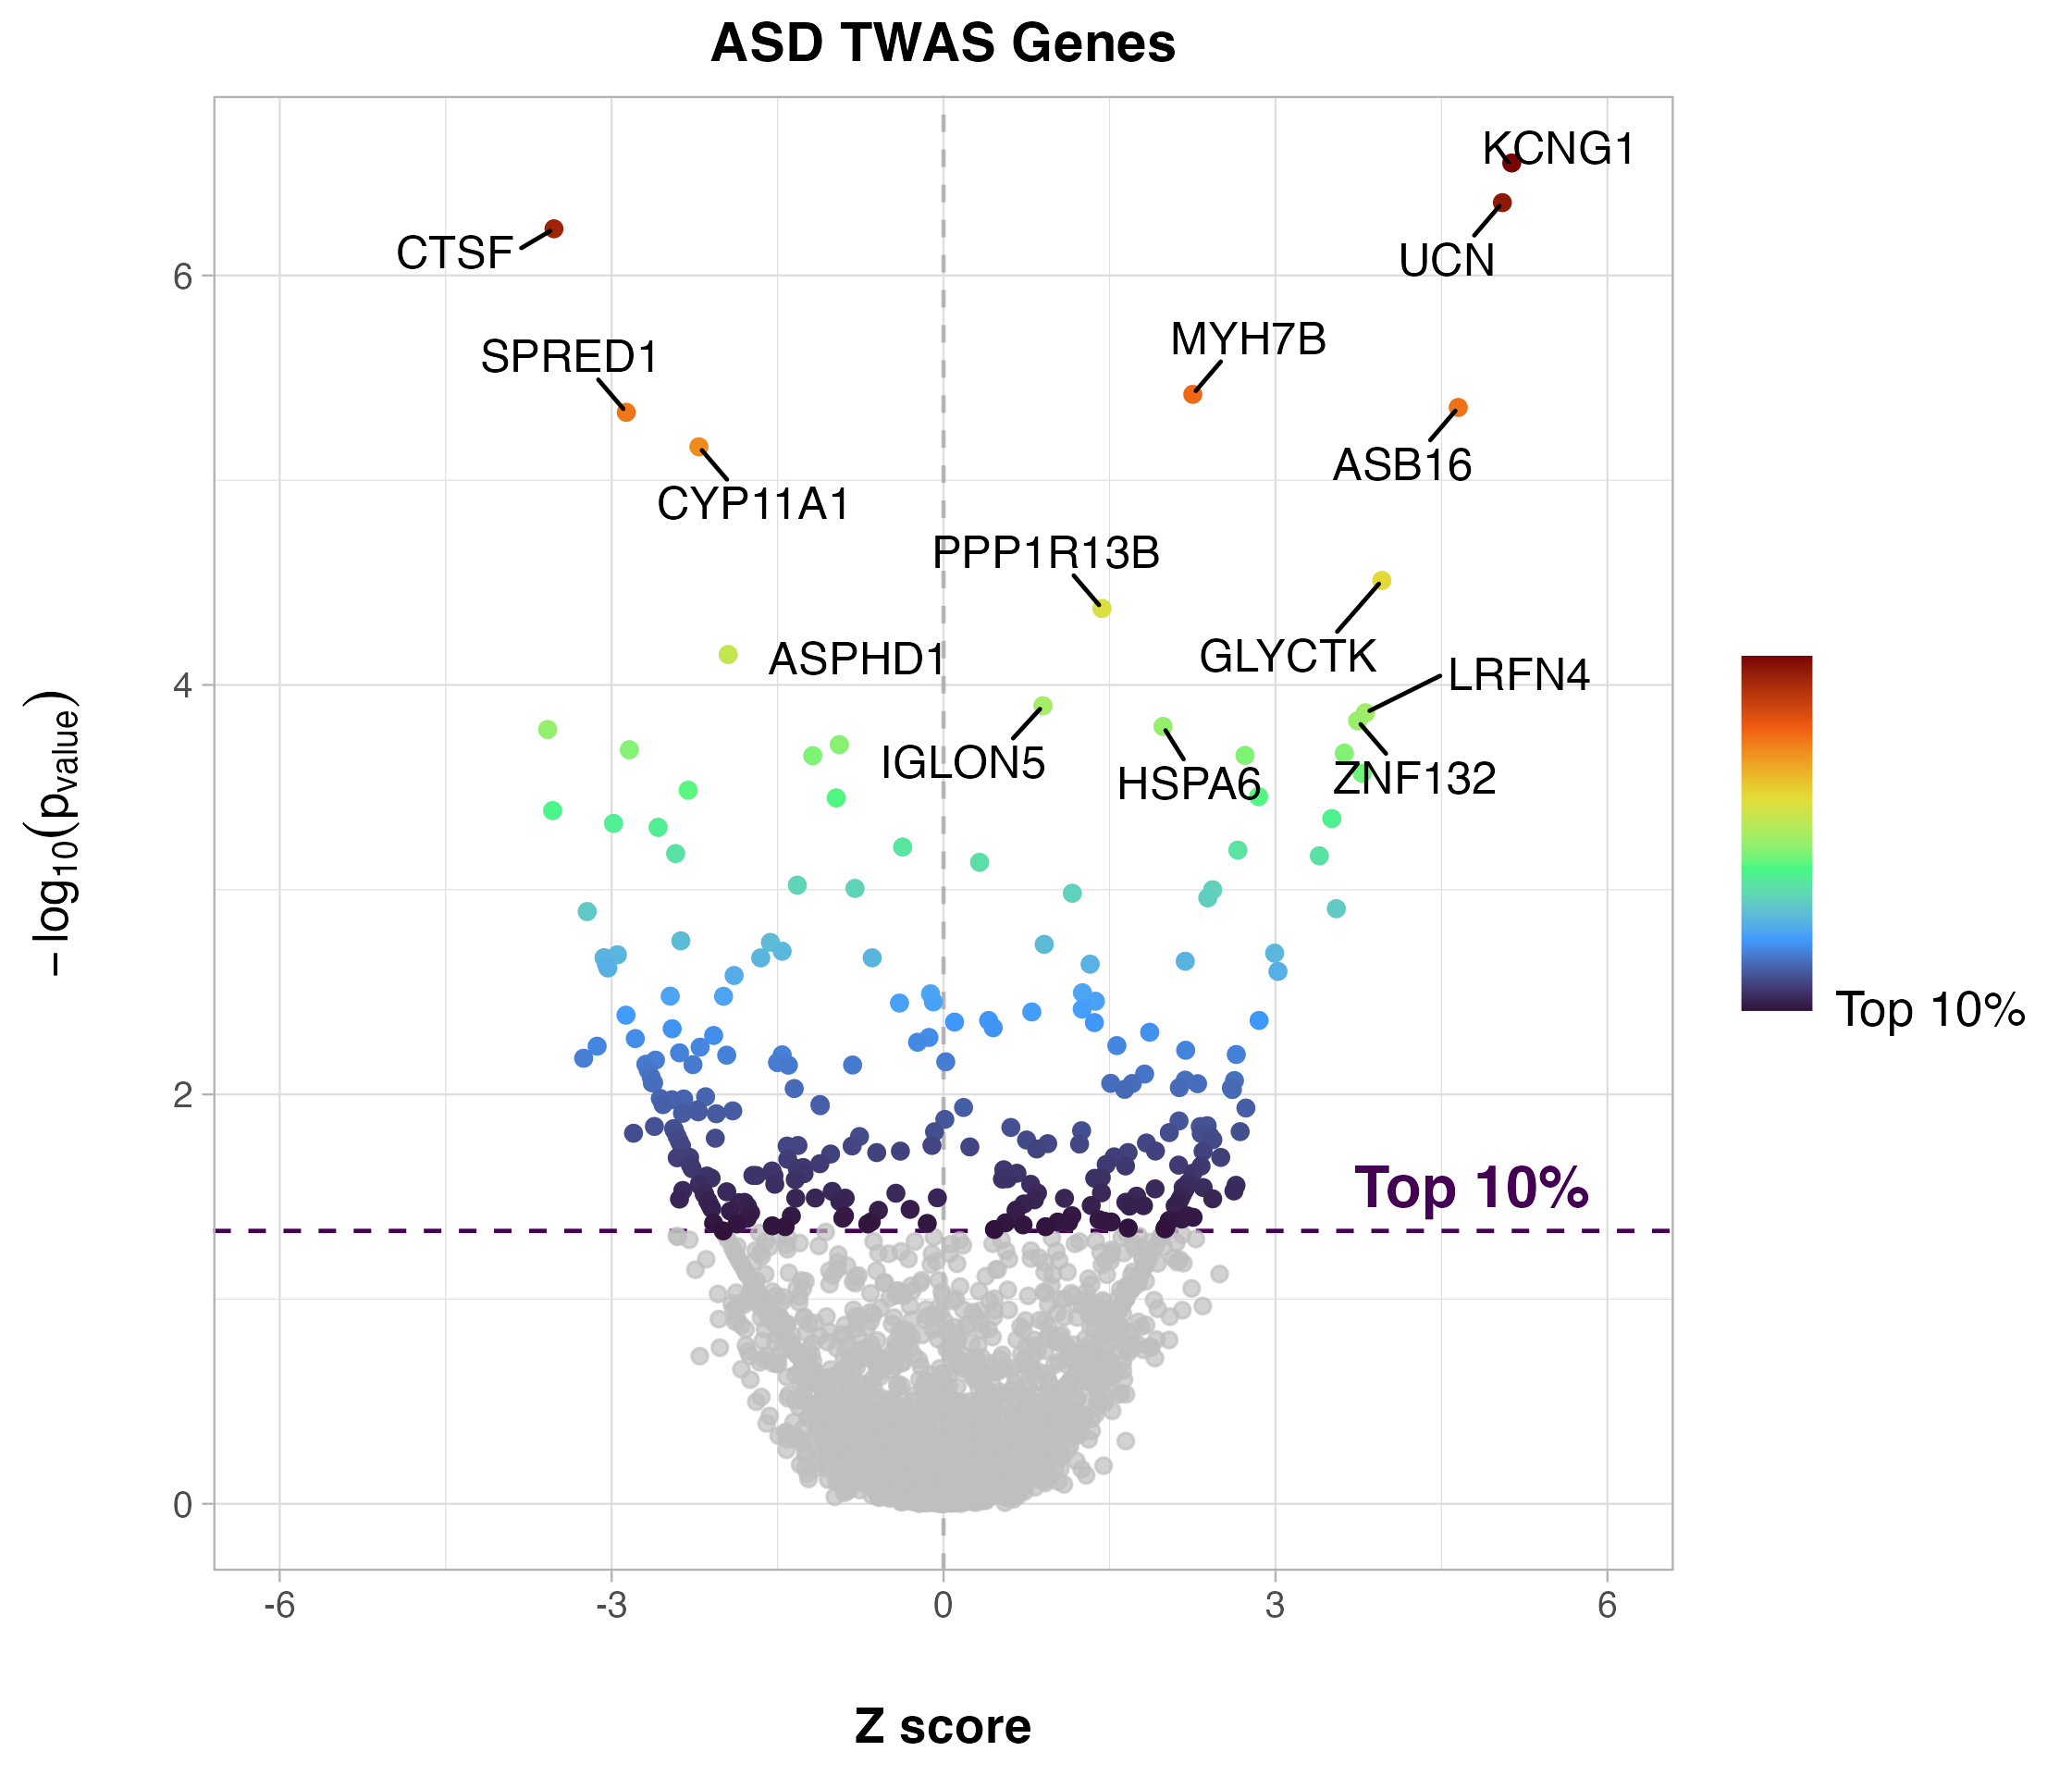 ASD TWAS Genes
KCNG1
CTSF
UCN
6
MYH7B
SPRED1
ASB16
CYP11A1
PPP1R13B
GLYCTK
ASPHD1
LRFN4
4
IGLON5
HSPA6
ZNF132
− log10(pvalue)
Top 10%
2
Top 10%
0
-6 -3 0 3 6
Z score